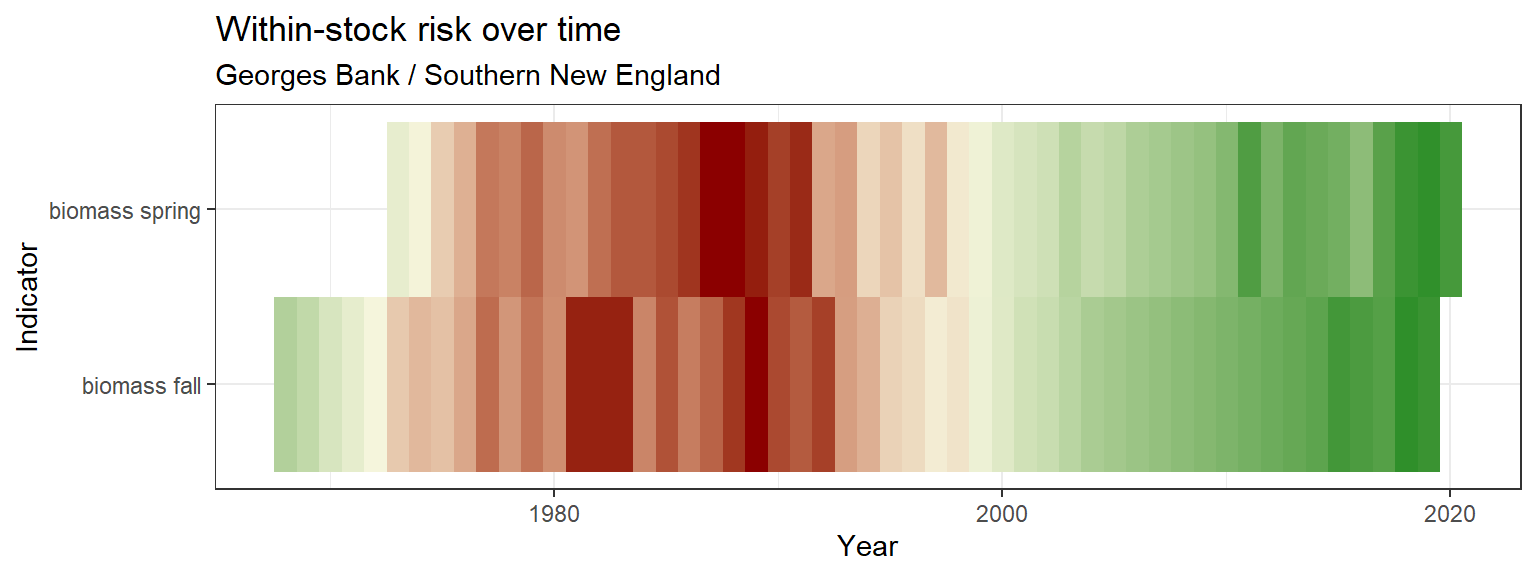 Within-stock risk over time
Georges Bank / Southern New England
Indicator
biomass spring
biomass fall
1980 2000 2020
Year